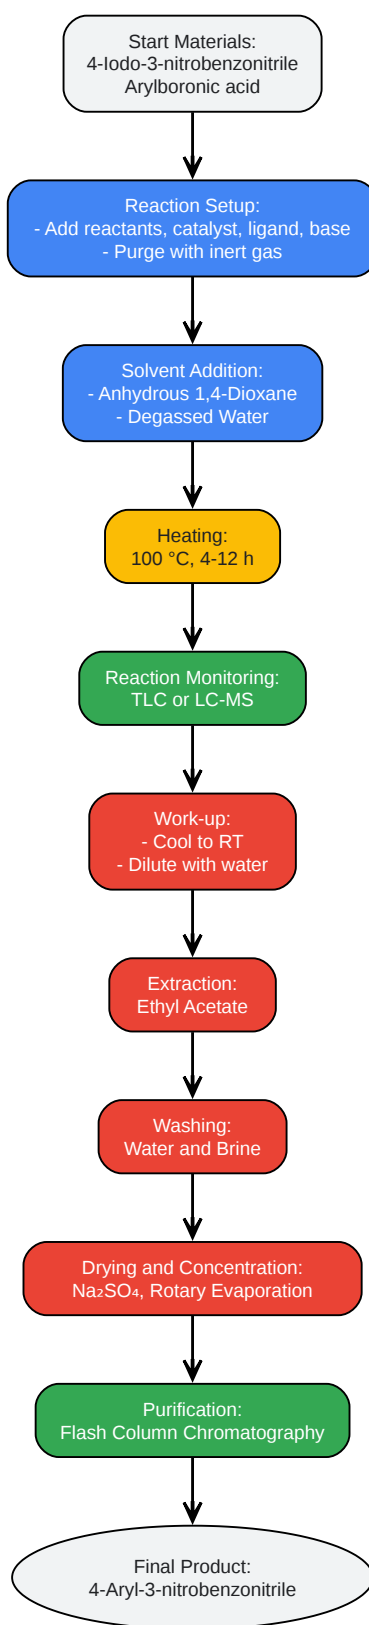 Start Materials:
4-Iodo-3-nitrobenzonitrile
Arylboronic acid
Reaction Setup:
- Add reactants, catalyst, ligand, base
- Purge with inert gas
Solvent Addition:
- Anhydrous 1,4-Dioxane
- Degassed Water
Heating:
100 °C, 4-12 h
Reaction Monitoring:
TLC or LC-MS
Work-up:
- Cool to RT
- Dilute with water
Extraction:
Ethyl Acetate
Washing:
Water and Brine
Drying and Concentration:
Na₂SO₄, Rotary Evaporation
Purification:
Flash Column Chromatography
Final Product:
4-Aryl-3-nitrobenzonitrile